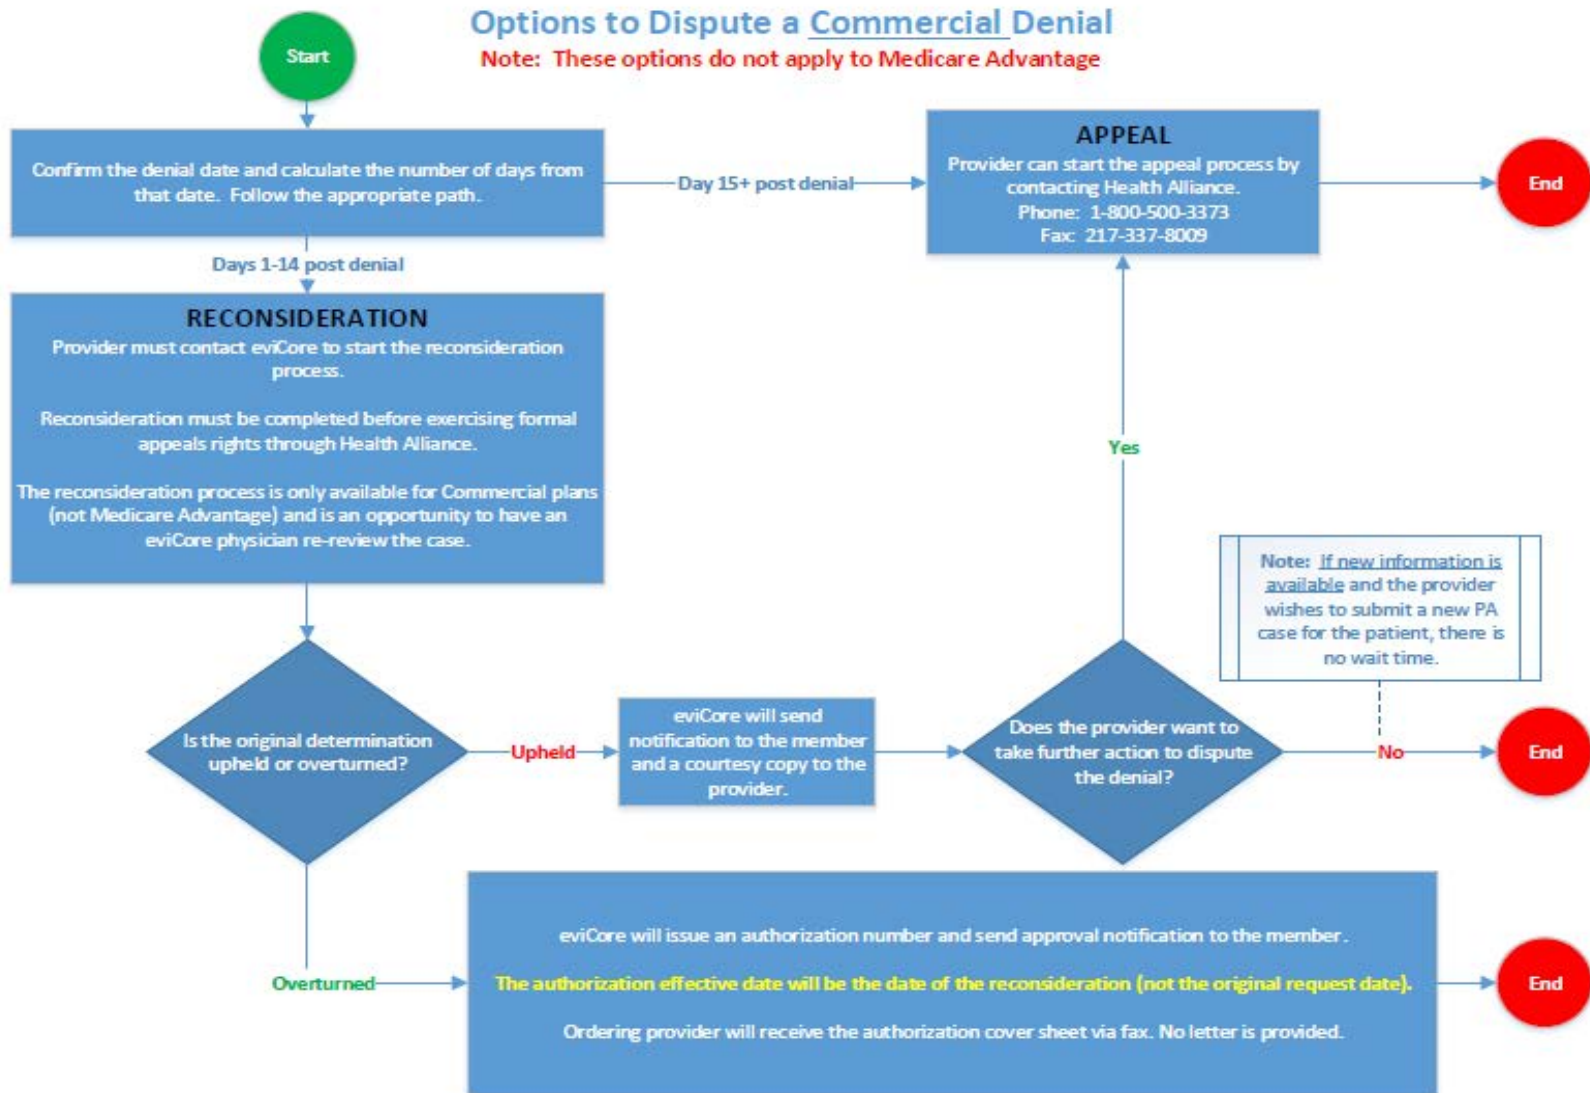 Options to Dispute a Commercial Denial
Note: These options do not apply to Medicare Advantage
Start
Confirm the denial date and calculate the number of days from
that date. Follow the appropriate path.
Day 15+ post denial
APPEAL
Provider can start the appeal process by
contacting Health Alliance.
Phone: 1-800-500-3373
Fax: 217-337-8009
End
Days 1-14 post denial
RECONSIDERATION
Provider must contact eviCore to start the reconsideration
process.
Reconsideration must be completed before exercising formal
appeals rights through Health Alliance.
The reconsideration process is only available for Commercial plans
(not Medicare Advantage) and is an opportunity to have an
eviCore physician re-review the case.
Yes
Note: If new information is
available and the provider
wishes to submit a new PA
case for the patient, there is
no wait time.
Is the original determination
upheld or overturned?
Upheld
eviCore will send
notification to the member
and a courtesy copy to the
provider.
Does the provider want to
take further action to dispute
the denial?
No
End
Overturned
eviCore will issue an authorization number and send approval notification to the member.
The authorization effective date will be the date of the reconsideration (not the original request date).
Ordering provider will receive the authorization cover sheet via fax. No letter is provided.
End